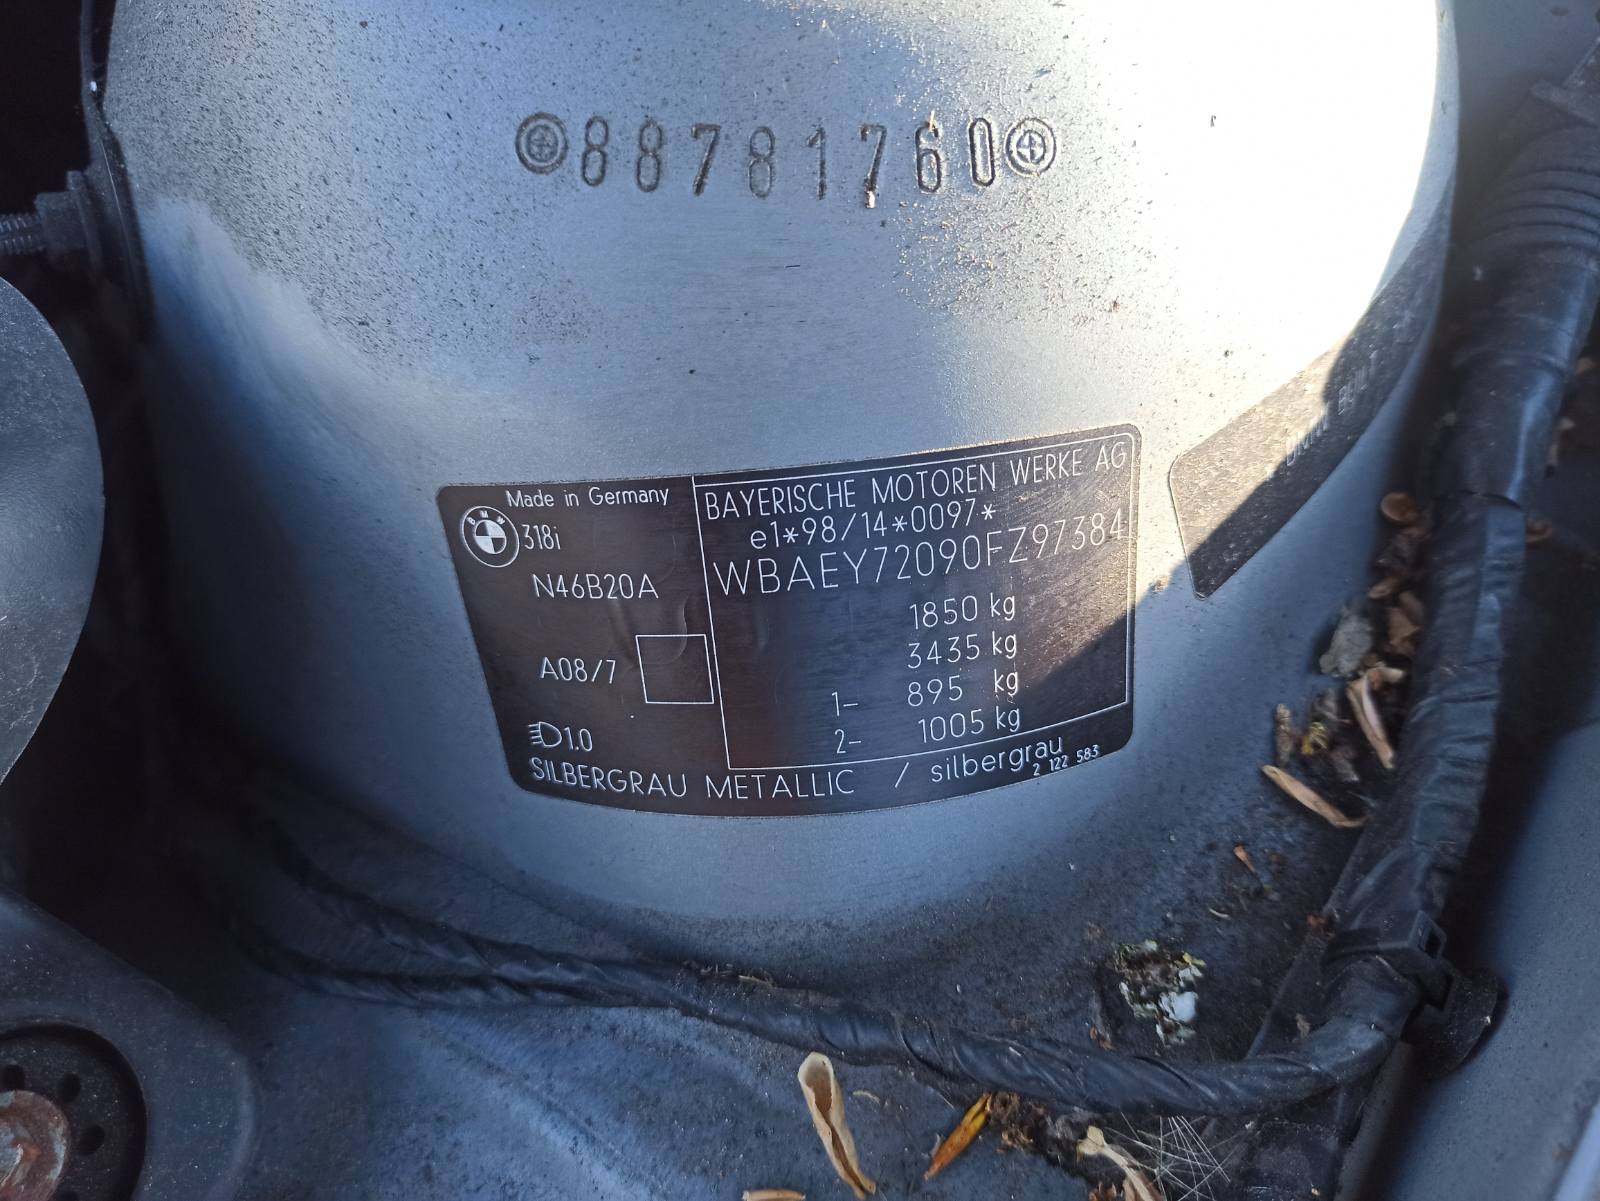 88781760
Made in Germany
BMW
318i
N46B20A
A08/7
1.0
SILBERGRAU METALLIC / silbergrau
2 122 583
BAYERISCHE MOTOREN WERKE AG
e1*98/14*0097*
WBAEY72090FZ97384
1850 kg
3435 kg
1- 895 kg
2- 1005 kg